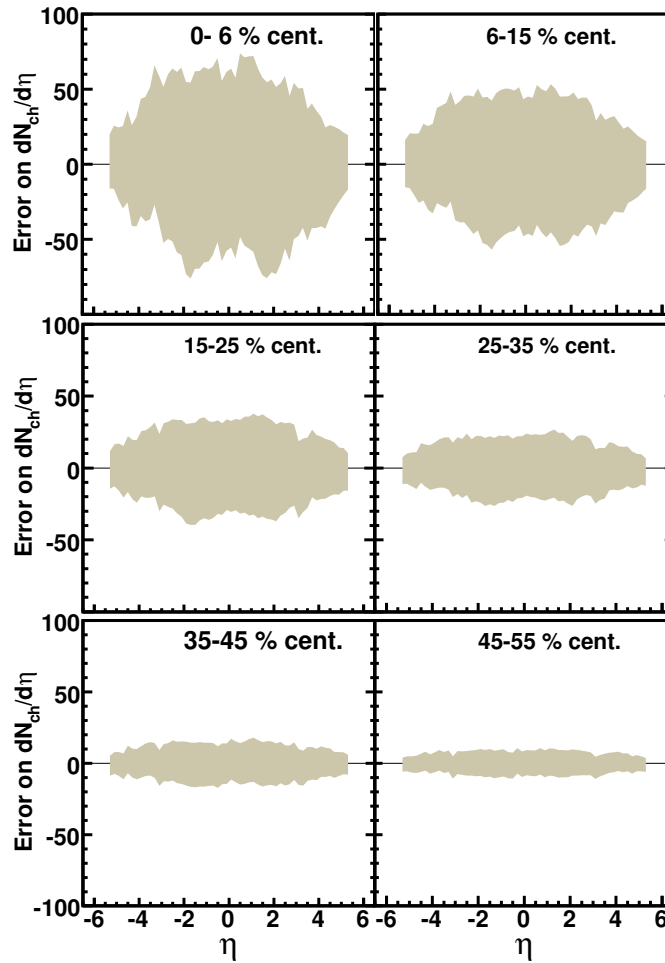 0- 6 % cent.
6-15 % cent.
Error on dN_ch/dη
100
50
0
-50
15-25 % cent.
25-35 % cent.
Error on dN_ch/dη
100
50
0
-50
35-45 % cent.
45-55 % cent.
Error on dN_ch/dη
100
50
0
-50
-100
-6 -4 -2 0 2 4 6
-4 -2 0 2 4 6
η
η